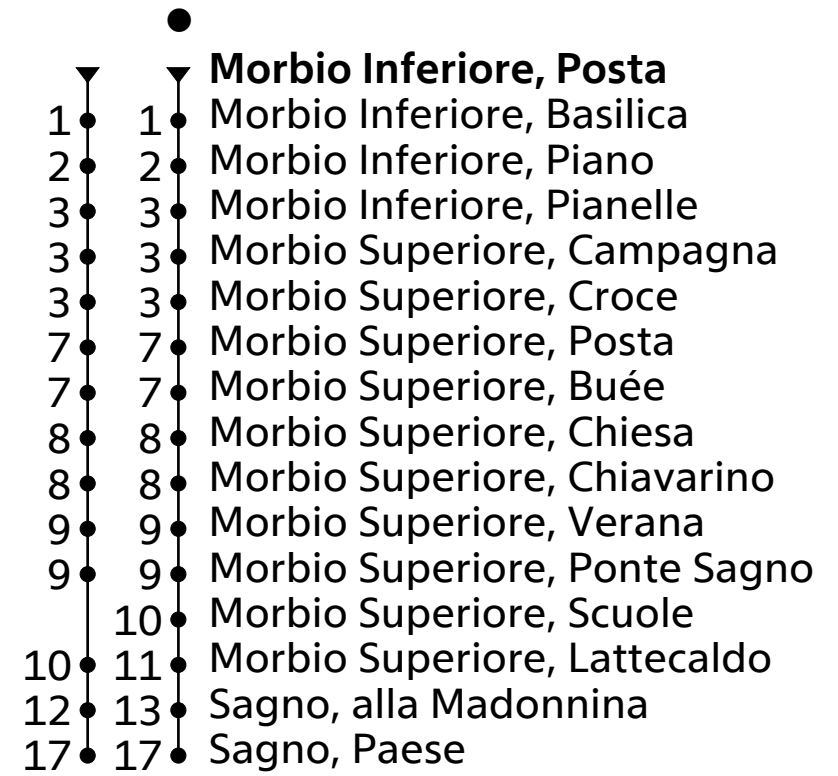 Morbio Inferiore, Posta
1 1 Morbio Inferiore, Basilica
2 2 Morbio Inferiore, Piano
3 3 Morbio Inferiore, Pianelle
3 3 Morbio Superiore, Campagna
3 3 Morbio Superiore, Croce
7 7 Morbio Superiore, Posta
7 7 Morbio Superiore, Buée
8 8 Morbio Superiore, Chiesa
8 8 Morbio Superiore, Chiavarino
9 9 Morbio Superiore, Verana
9 9 Morbio Superiore, Ponte Sagno
10 Morbio Superiore, Scuole
10 11 Morbio Superiore, Lattecaldo
12 13 Sagno, alla Madonnina
17 17 Sagno, Paese